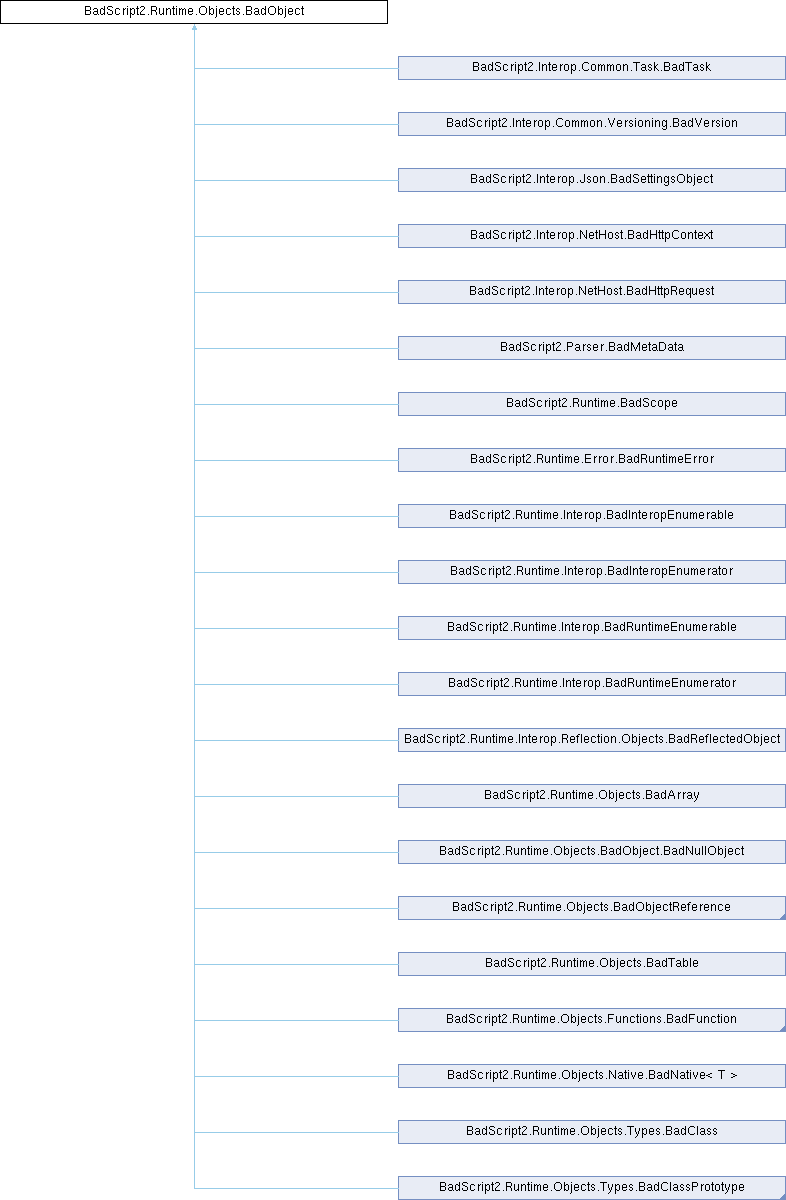 BadScript2.Runtime.Objects.BadObject
BadScript2.Interop.Common.Task.BadTask
BadScript2.Interop.Common.Versioning.BadVersion
BadScript2.Interop.Json.BadSettingsObject
BadScript2.Interop.NetHost.BadHttpContext
BadScript2.Interop.NetHost.BadHttpRequest
BadScript2.Parser.BadMetaData
BadScript2.Runtime.BadScope
BadScript2.Runtime.Error.BadRuntimeError
BadScript2.Runtime.Interop.BadInteropEnumerable
BadScript2.Runtime.Interop.BadInteropEnumerator
BadScript2.Runtime.Interop.BadRuntimeEnumerable
BadScript2.Runtime.Interop.BadRuntimeEnumerator
BadScript2.Runtime.Interop.Reflection.Objects.BadReflectedObject
BadScript2.Runtime.Objects.BadArray
BadScript2.Runtime.Objects.BadObject.BadNullObject
BadScript2.Runtime.Objects.BadObjectReference
BadScript2.Runtime.Objects.BadTable
BadScript2.Runtime.Objects.Functions.BadFunction
BadScript2.Runtime.Objects.Native.BadNative< T >
BadScript2.Runtime.Objects.Types.BadClass
BadScript2.Runtime.Objects.Types.BadClassPrototype